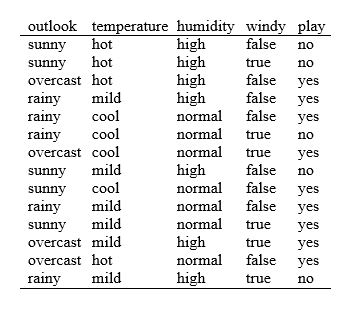 outlook temperature humidity windy play
sunny hot high false no
sunny hot high true no
overcast hot high false yes
rainy mild high false yes
rainy cool normal false yes
rainy cool normal true no
overcast cool normal true yes
sunny mild high false no
sunny cool normal false yes
rainy mild normal false yes
sunny mild normal true yes
overcast mild high true yes
overcast hot normal false yes
rainy mild high true no